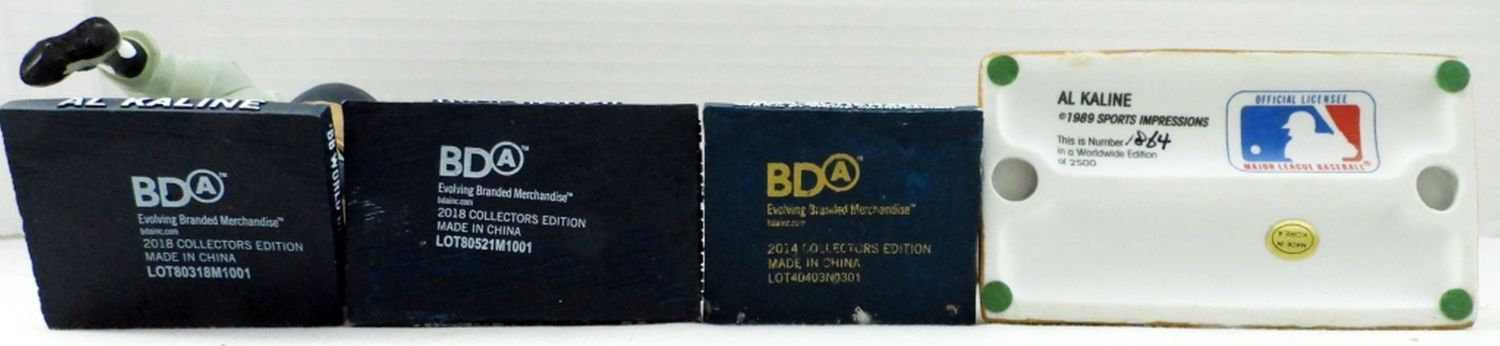 AL KALINE
BDA
Evolving Branded Merchandise™
bdainc.com
2018 COLLECTORS EDITION
MADE IN CHINA
LOT80318M1001
BDA
Evolving Branded Merchandise™
bdainc.com
2018 COLLECTORS EDITION
MADE IN CHINA
LOT80521M1001
BDA
Evolving Branded Merchandise™
bdainc.com
2014 COLLECTORS EDITION
MADE IN CHINA
LOT40403N0301
AL KALINE
©1989 SPORTS IMPRESSIONS
This is Number 1864
in a Worldwide Edition
of 2500
OFFICIAL LICENSEE
MAJOR LEAGUE BASEBALL®
MADE IN
KOREA